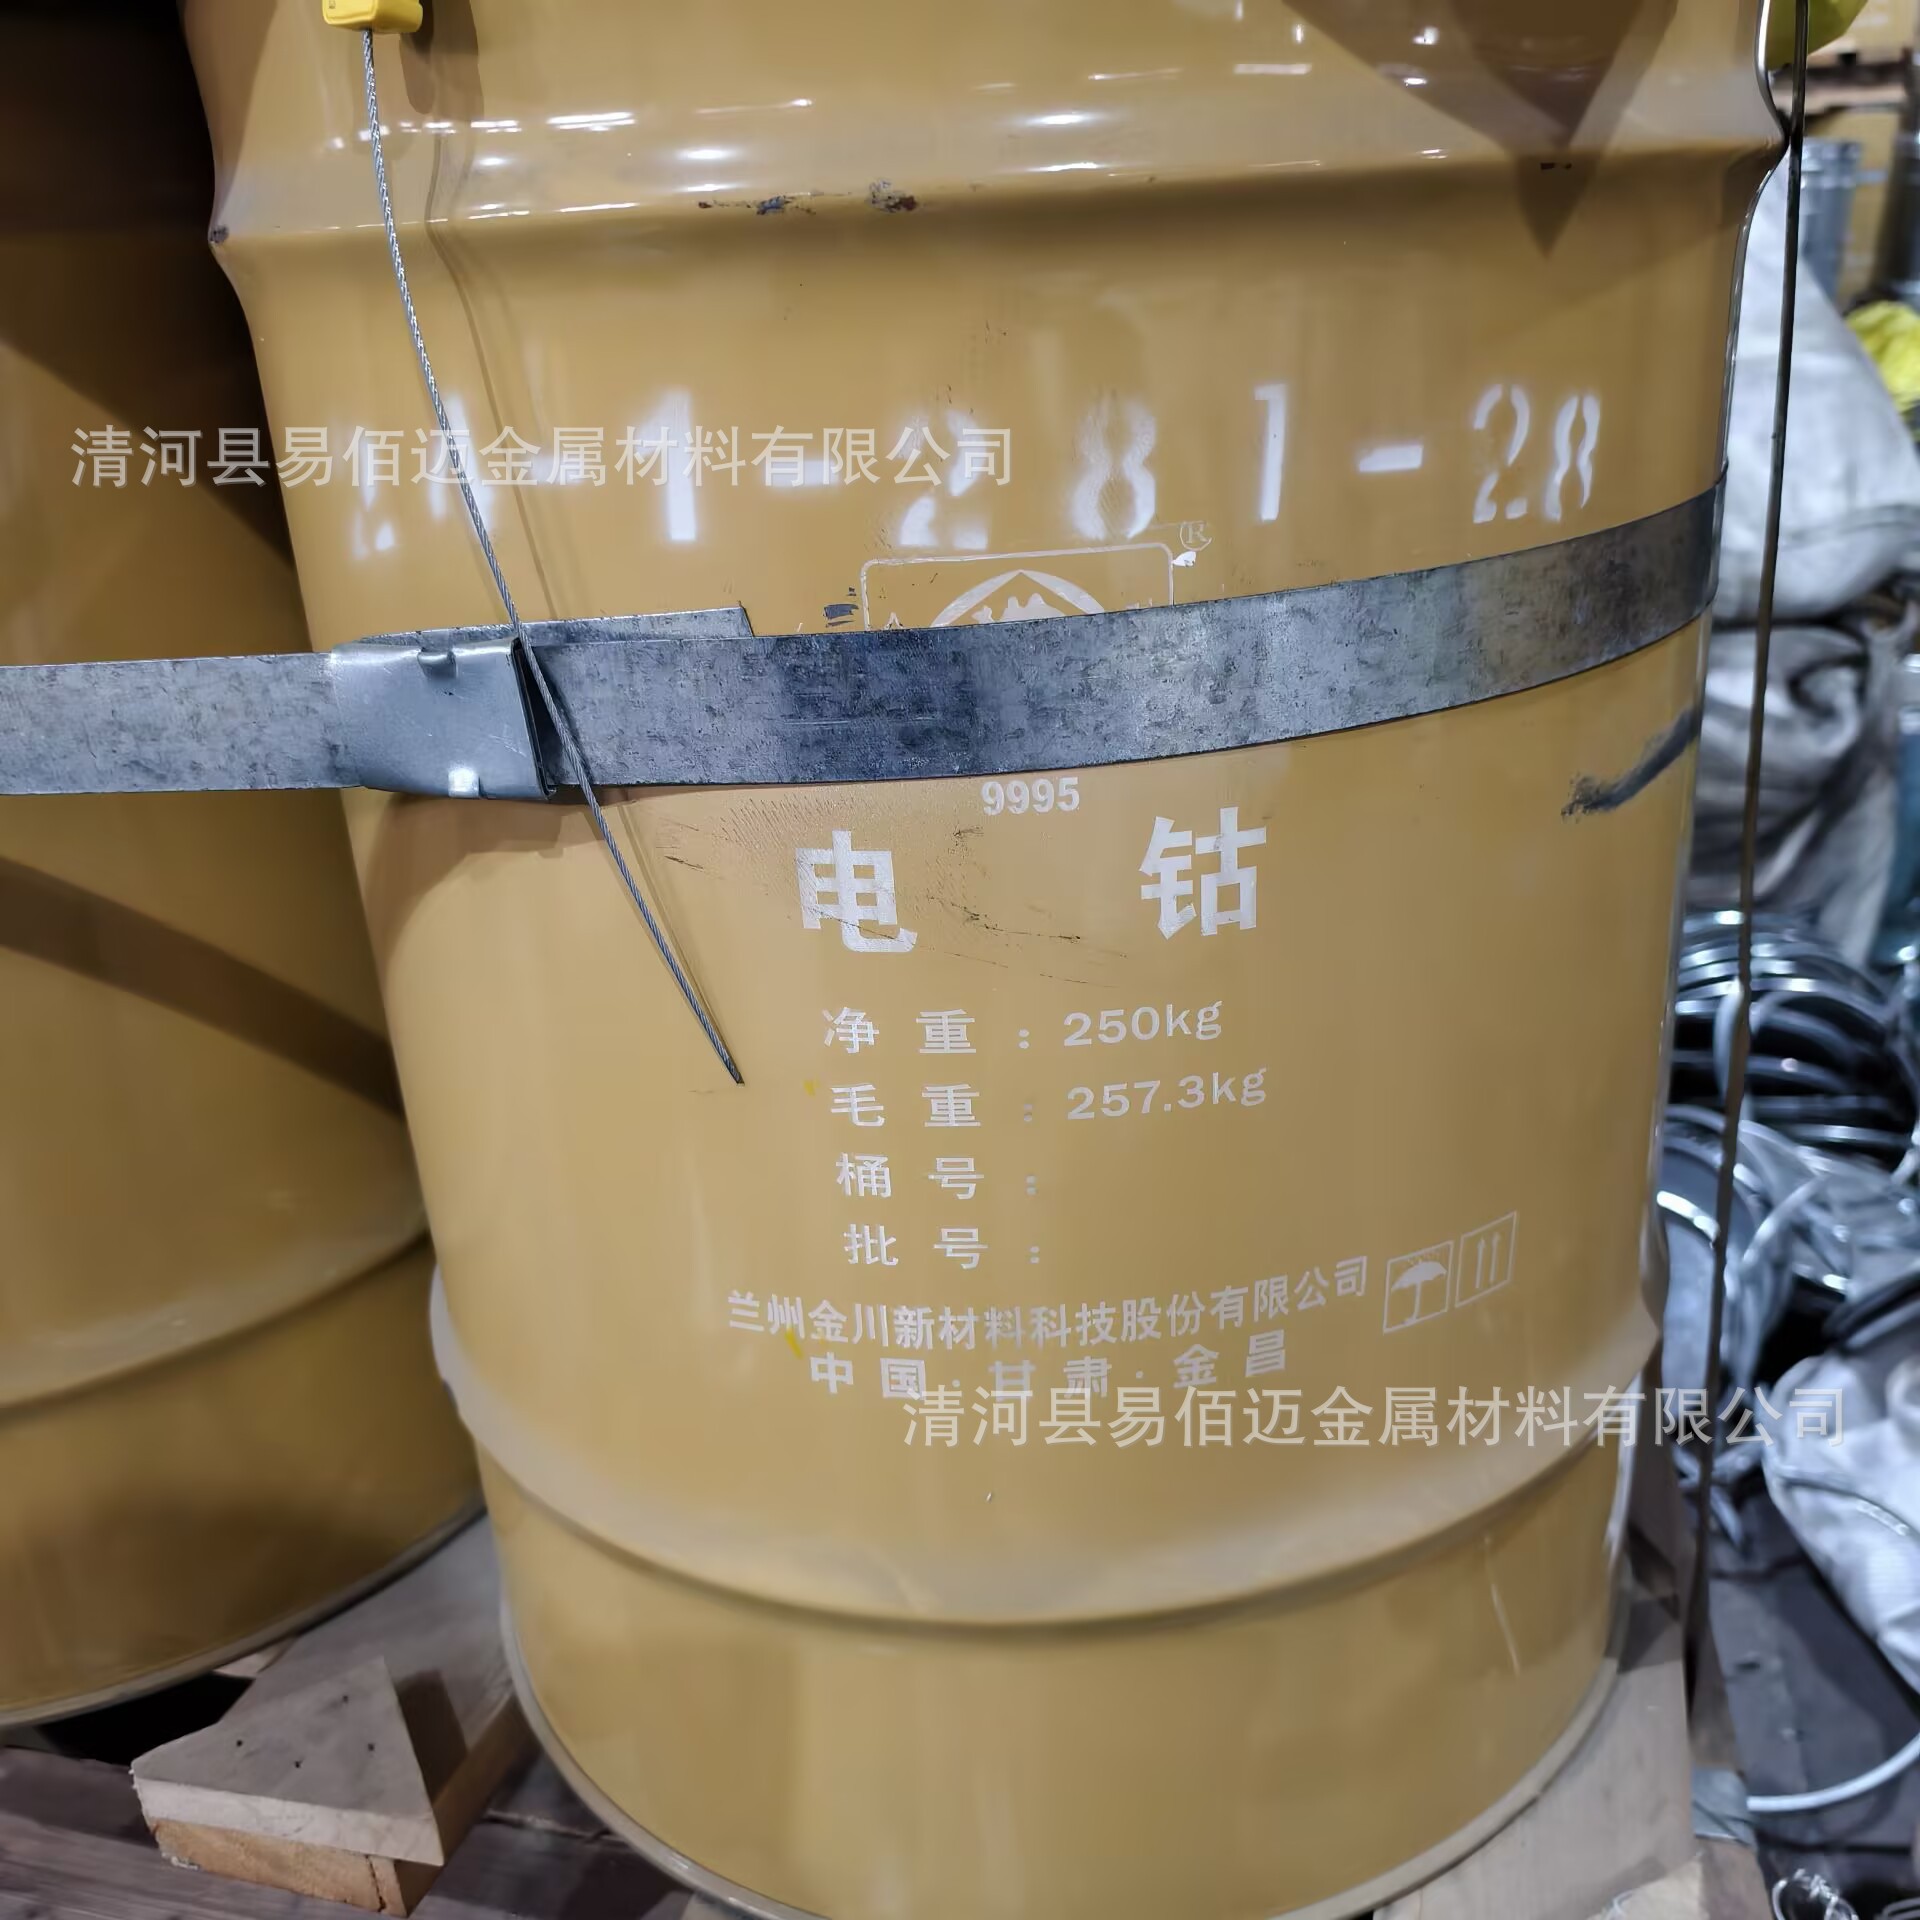 清河县易佰迈金属材料有限公司
24-1-281-28
®
9995
电 钴
净 重 : 250kg
毛 重 : 257.3kg
桶 号 :
批 号 :
兰州金川新材料科技股份有限公司
中 国 · 甘 肃 · 金 昌
清河县易佰迈金属材料有限公司